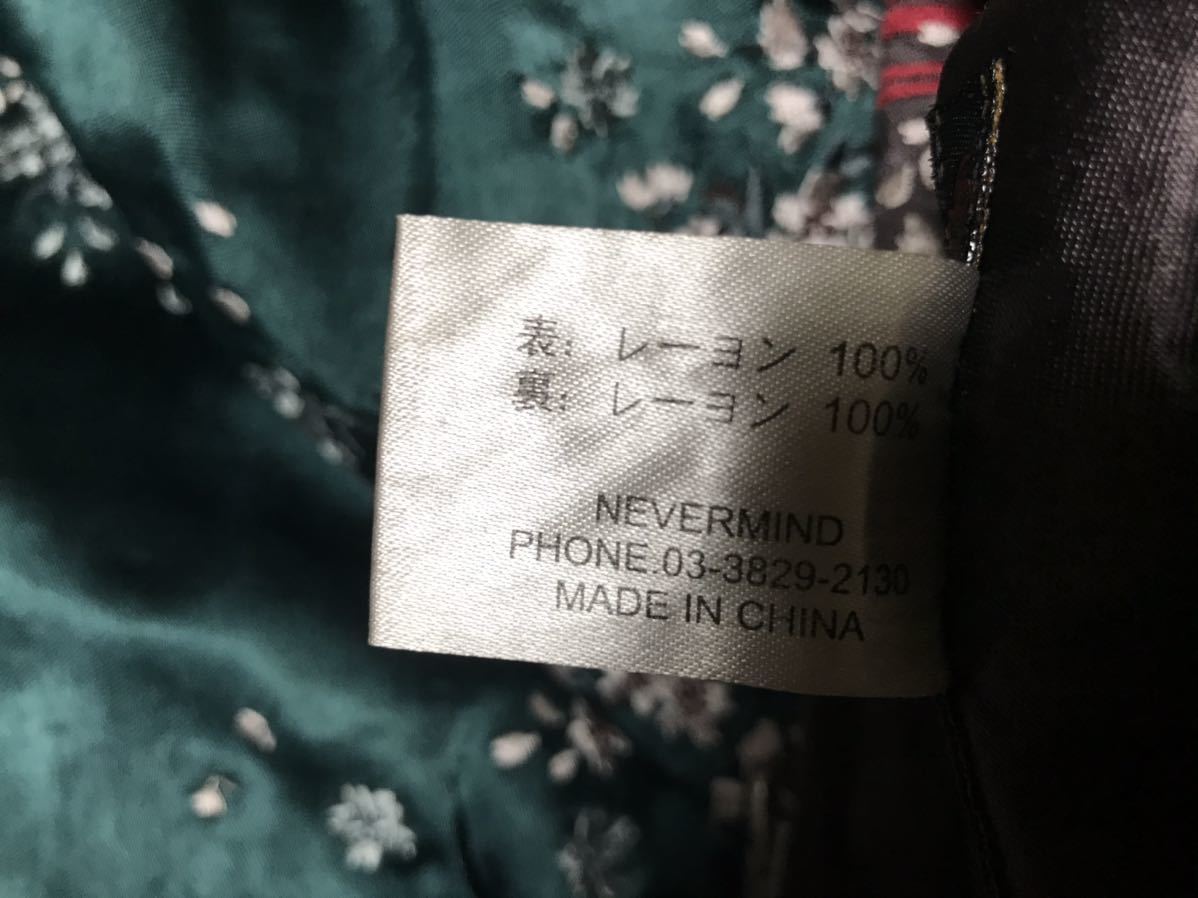 表: レーヨン 100%
裏: レーヨン 100%
NEVERMIND
PHONE.03-3829-2130
MADE IN CHINA